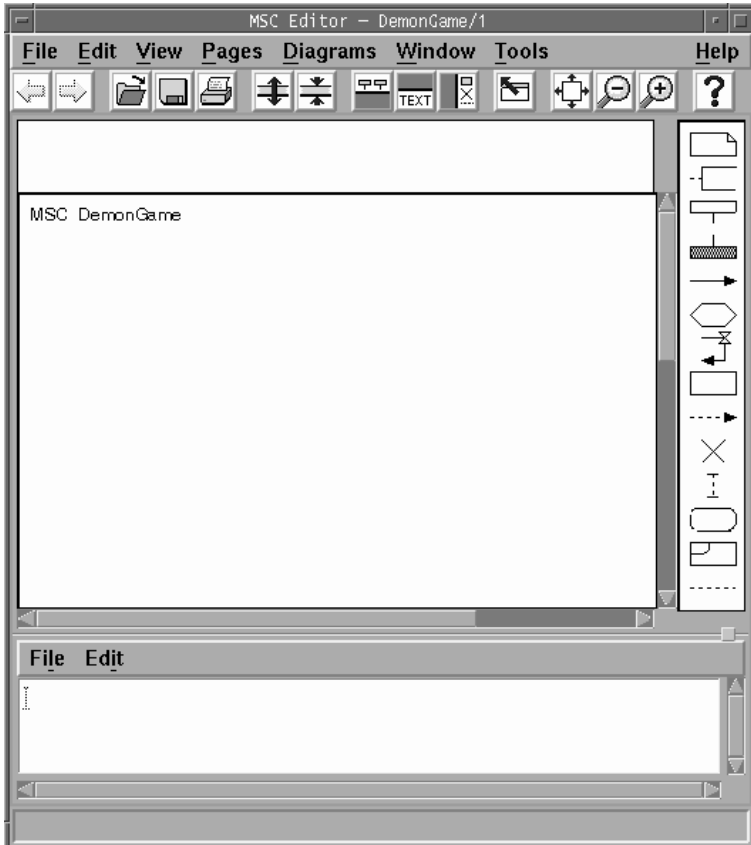 MSC Editor — DemonGame/1
File Edit View Pages Diagrams Window Tools Help
TEXT
?
MSC DemonGame
File Edit